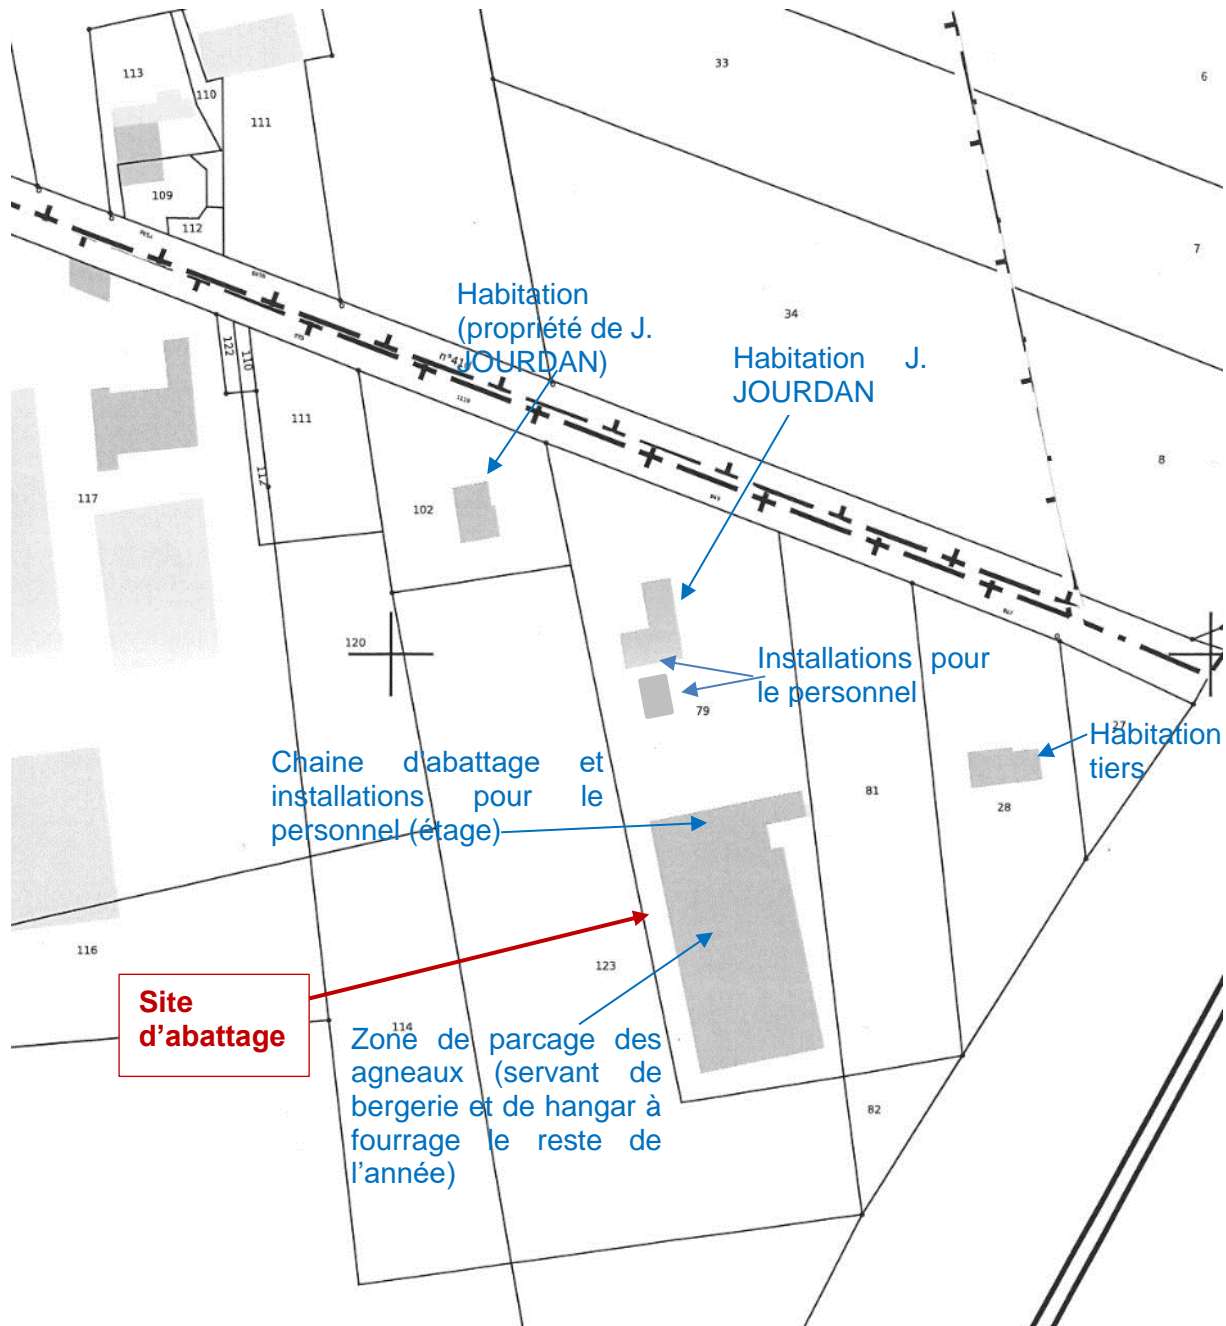 33
6
113
110
111
109
112
7
Habitation
(propriété de J.
JOURDAN)
34
Habitation J.
JOURDAN
122
110
n°41
111
112
117
102
8
120
Installations pour
le personnel
79
27
Habitation
tiers
Chaine d'abattage et
installations pour le
personnel (étage)
81
28
116
123
Site
d'abattage
114
Zone de parcage des
agneaux (servant de
bergerie et de hangar à
fourrage le reste de
l'année)
82